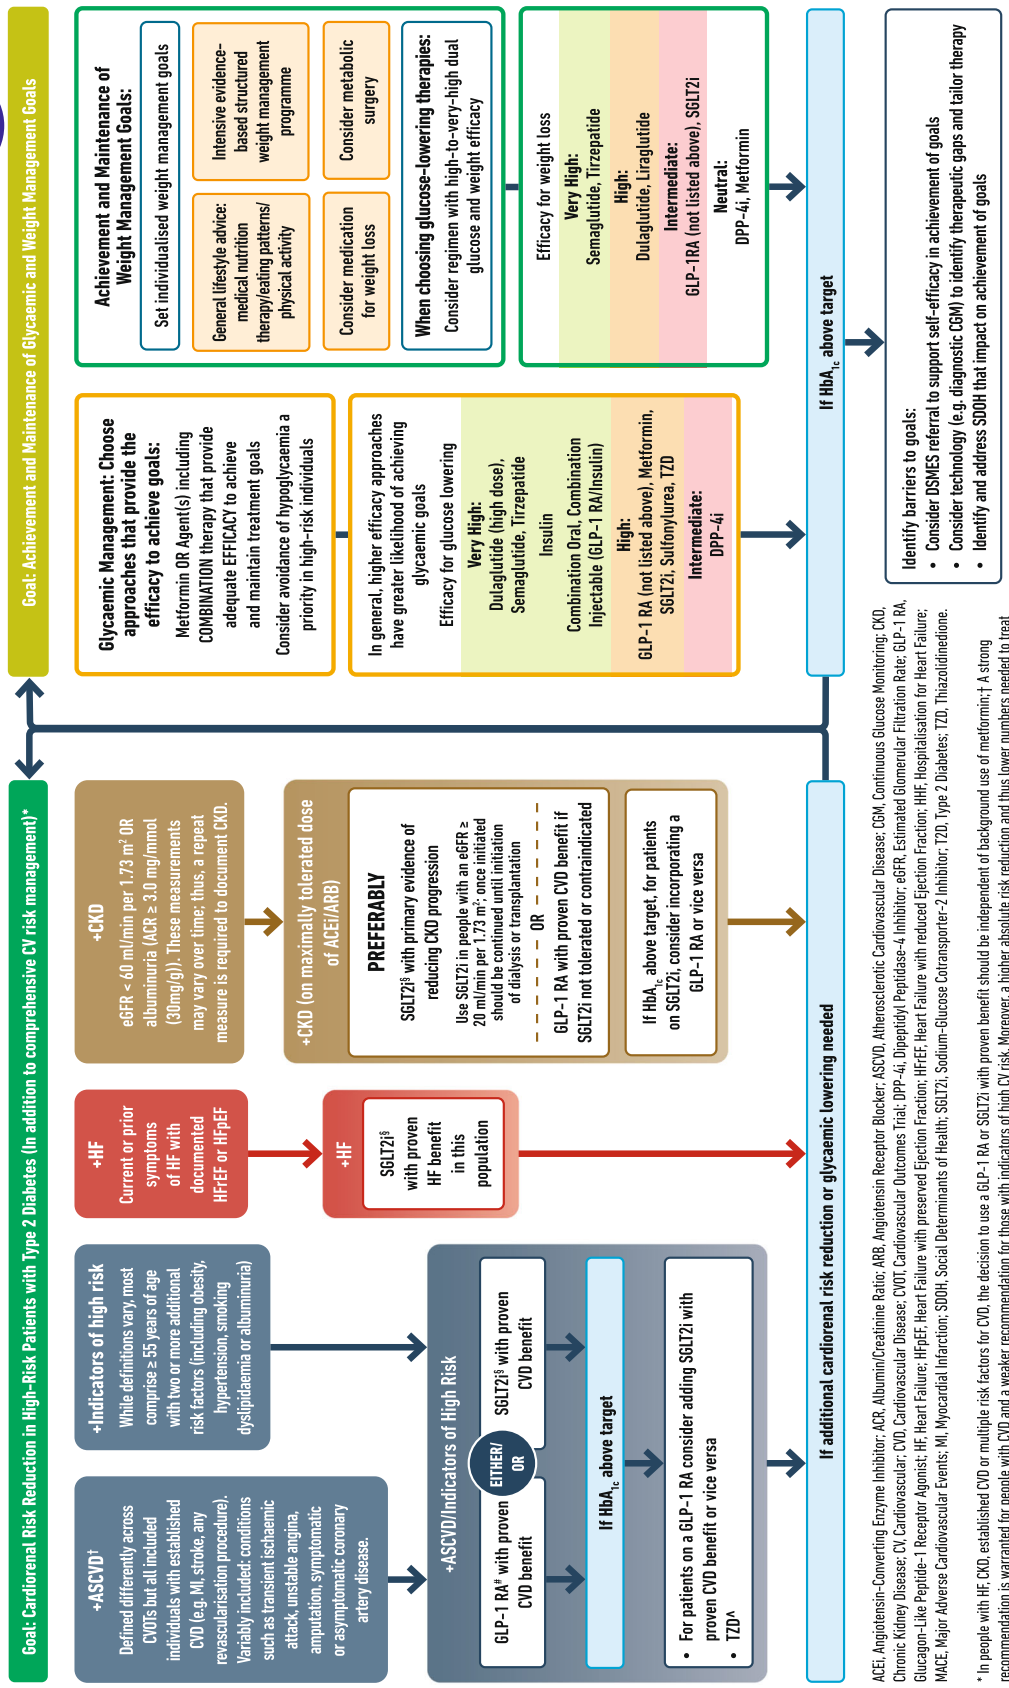 Goal: Cardiorenal Risk Reduction in High-Risk Patients with Type 2 Diabetes (In addition to comprehensive CV risk management)*
+ASCVD†
Defined differently across
CVOTs but all included
individuals with established
CVD (e.g. MI, stroke, any
revascularisation procedure).
Variably included: conditions
such as transient ischaemic
attack, unstable angina,
amputation, symptomatic
or asymptomatic coronary
artery disease.
+Indicators of high risk
While definitions vary, most
comprise ≥ 55 years of age
with two or more additional
risk factors (including obesity,
hypertension, smoking
dyslipidaemia or albuminuria)
+ASCVD/Indicators of High Risk
GLP-1 RA# with proven
CVD benefit
EITHER/
OR
SGLT2i§ with proven
CVD benefit
If HbA1c above target
• For patients on a GLP-1 RA consider adding SGLT2i with
proven CVD benefit or vice versa
• TZD^
+HF
Current or prior
symptoms
of HF with
documented
HFrEF or HFpEF
+HF
SGLT2i§
with proven
HF benefit
in this
population
+CKD
eGFR < 60 ml/min per 1.73 m² OR
albuminuria (ACR ≥ 3.0 mg/mmol
(30mg/g)). These measurements
may vary over time; thus, a repeat
measure is required to document CKD.
+CKD (on maximally tolerated dose
of ACEi/ARB)
PREFERABLY
SGLT2i§ with primary evidence of
reducing CKD progression
Use SGLT2i in people with an eGFR ≥
20 ml/min per 1.73 m²; once initiated
should be continued until initiation
of dialysis or transplantation
OR
GLP-1 RA with proven CVD benefit if
SGLT2i not tolerated or contraindicated
If HbA1c above target, for patients
on SGLT2i, consider incorporating a
GLP-1 RA or vice versa
If additional cardiorenal risk reduction or glycaemic lowering needed
Goal: Achievement and Maintenance of Glycaemic and Weight Management Goals
Glycaemic Management: Choose
approaches that provide the
efficacy to achieve goals:
Metformin OR Agent(s) including
COMBINATION therapy that provide
adequate EFFICACY to achieve
and maintain treatment goals
Consider avoidance of hypoglycaemia a
priority in high-risk individuals
In general, higher efficacy approaches
have greater likelihood of achieving
glycaemic goals
Efficacy for glucose lowering
Very High:
Dulaglutide (high dose),
Semaglutide, Tirzepatide
Insulin
Combination Oral, Combination
Injectable (GLP-1 RA/Insulin)
High:
GLP-1 RA (not listed above), Metformin,
SGLT2i, Sulfonylurea, TZD
Intermediate:
DPP-4i
Achievement and Maintenance of
Weight Management Goals:
Set individualised weight management goals
General lifestyle advice:
medical nutrition
therapy/eating patterns/
physical activity
Intensive evidence-
based structured
weight management
programme
Consider medication
for weight loss
Consider metabolic
surgery
When choosing glucose-lowering therapies:
Consider regimen with high-to-very-high dual
glucose and weight efficacy
Efficacy for weight loss
Very High:
Semaglutide, Tirzepatide
High:
Dulaglutide, Liraglutide
Intermediate:
GLP-1RA (not listed above), SGLT2i
Neutral:
DPP-4i, Metformin
If HbA1c above target
Identify barriers to goals:
• Consider DSMES referral to support self-efficacy in achievement of goals
• Consider technology (e.g. diagnostic CGM) to identify therapeutic gaps and tailor therapy
• Identify and address SDOH that impact on achievement of goals
ACEi, Angiotensin-Converting Enzyme Inhibitor; ACR, Albumin/Creatinine Ratio; ARB, Angiotensin Receptor Blocker; ASCVD, Atherosclerotic Cardiovascular Disease; CGM, Continuous Glucose Monitoring; CKD,
Chronic Kidney Disease; CV, Cardiovascular; CVD, Cardiovascular Disease; CVOT, Cardiovascular Outcomes Trial; DPP-4i, Dipeptidyl Peptidase-4 Inhibitor; eGFR, Estimated Glomerular Filtration Rate; GLP-1 RA,
Glucagon-Like Peptide-1 Receptor Agonist; HF, Heart Failure; HFpEF, Heart Failure with preserved Ejection Fraction; HFrEF, Heart Failure with reduced Ejection Fraction; HHF, Hospitalisation for Heart Failure;
MACE, Major Adverse Cardiovascular Events; MI, Myocardial Infarction; SDOH, Social Determinants of Health; SGLT2i, Sodium-Glucose Cotransporter-2 Inhibitor; T2D, Type 2 Diabetes; TZD, Thiazolidinedione.
* In people with HF, CKD, established CVD or multiple risk factors for CVD, the decision to use a GLP-1 RA or SGLT2i with proven benefit should be independent of background use of metformin;† A strong
recommendation is warranted for people with CVD and a weaker recommendation for those with indicators of high CV risk. Moreover, a higher absolute risk reduction and thus lower numbers needed to treat